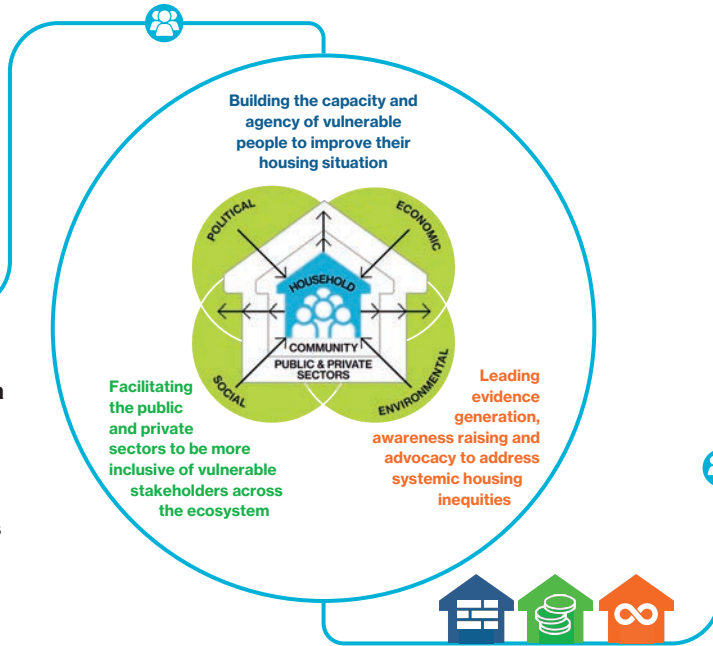 Building the capacity and
agency of vulnerable
people to improve their
housing situation
POLITICAL
ECONOMIC
HOUSEHOLD
COMMUNITY
PUBLIC & PRIVATE
SECTORS
SOCIAL
ENVIRONMENTAL
Facilitating
the public
and private
sectors to be more
inclusive of vulnerable
stakeholders across
the ecosystem
Leading
evidence
generation,
awareness raising and
advocacy to address
systemic housing
inequities